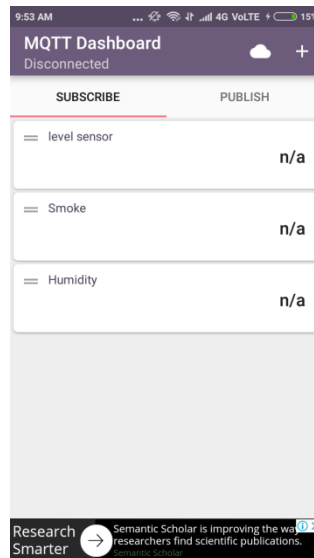 9:53 AM ... 4G VoLTE 15%
MQTT Dashboard
Disconnected
+
SUBSCRIBE PUBLISH
level sensor
n/a
Smoke
n/a
Humidity
n/a
Research
Smarter
Semantic Scholar is improving the way
researchers find scientific publications.
Semantic Scholar